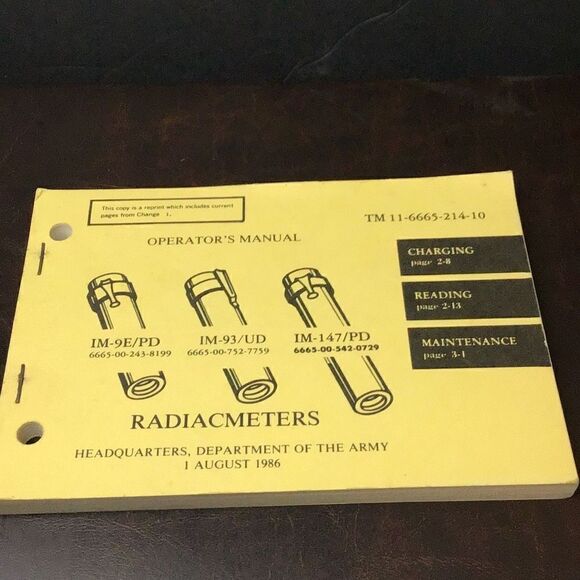 This copy is a reprint which includes current
pages from Change 1.
TM 11-6665-214-10
OPERATOR'S MANUAL
CHARGING
page 2-8
READING
page 2-13
MAINTENANCE
page 3-1
IM-9E/PD
6665-00-243-8199
IM-93/UD
6665-00-752-7759
IM-147/PD
6665-00-542-0729
RADIACMETERS
HEADQUARTERS, DEPARTMENT OF THE ARMY
1 AUGUST 1986